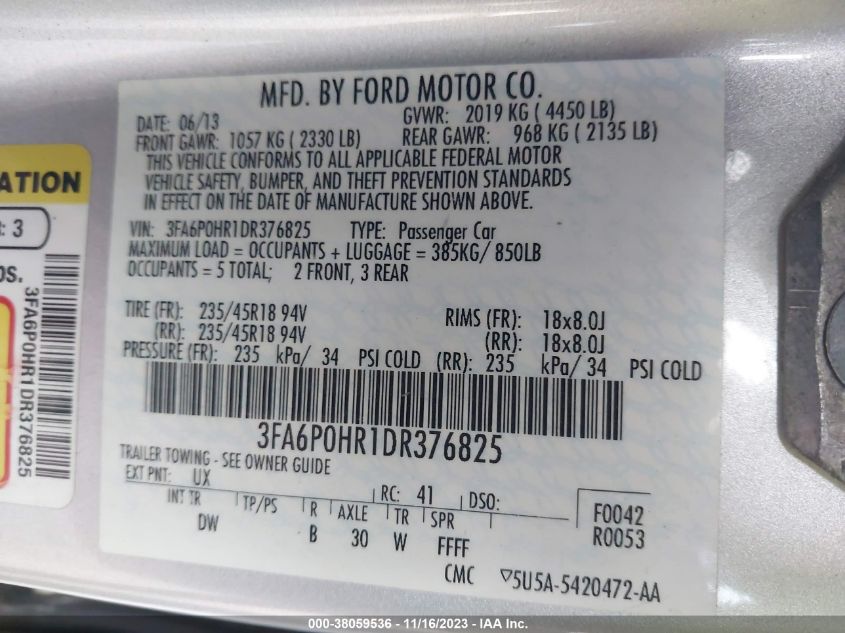 MFD. BY FORD MOTOR CO.
DATE: 06/13 GVWR: 2019 KG ( 4450 LB)
FRONT GAWR: 1057 KG ( 2330 LB) REAR GAWR: 968 KG ( 2135 LB)
THIS VEHICLE CONFORMS TO ALL APPLICABLE FEDERAL MOTOR
VEHICLE SAFETY, BUMPER, AND THEFT PREVENTION STANDARDS
IN EFFECT ON THE DATE OF MANUFACTURE SHOWN ABOVE.
VIN: 3FA6P0HR1DR376825 TYPE: Passenger Car
MAXIMUM LOAD = OCCUPANTS + LUGGAGE = 385KG/ 850LB
OCCUPANTS = 5 TOTAL; 2 FRONT, 3 REAR
TIRE (FR): 235/45R18 94V RIMS (FR): 18x8.0J
(RR): 235/45R18 94V (RR): 18x8.0J
PRESSURE (FR): 235 kPa/ 34 PSI COLD (RR): 235 kPa/ 34 PSI COLD
3FA6P0HR1DR376825
TRAILER TOWING - SEE OWNER GUIDE
EXT PNT: UX RC: 41 DSO:
INT TR TP/PS R AXLE TR SPR F0042
DW B 30 W FFFF R0053
CMC ▽5U5A-5420472-AA
ATION
: 3
OS.
3FA6P0HR1DR376825
000-38059536 - 11/16/2023 - IAAI.com.